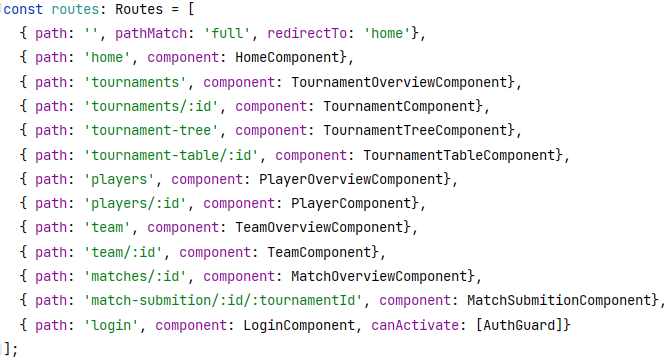 const routes: Routes = [
  { path: '', pathMatch: 'full', redirectTo: 'home'},
  { path: 'home', component: HomeComponent},
  { path: 'tournaments', component: TournamentOverviewComponent},
  { path: 'tournaments/:id', component: TournamentComponent},
  { path: 'tournament-tree', component: TournamentTreeComponent},
  { path: 'tournament-table/:id', component: TournamentTableComponent},
  { path: 'players', component: PlayerOverviewComponent},
  { path: 'players/:id', component: PlayerComponent},
  { path: 'team', component: TeamOverviewComponent},
  { path: 'team/:id', component: TeamComponent},
  { path: 'matches/:id', component: MatchOverviewComponent},
  { path: 'match-submition/:id/:tournamentId', component: MatchSubmitionComponent},
  { path: 'login', component: LoginComponent, canActivate: [AuthGuard]}
];